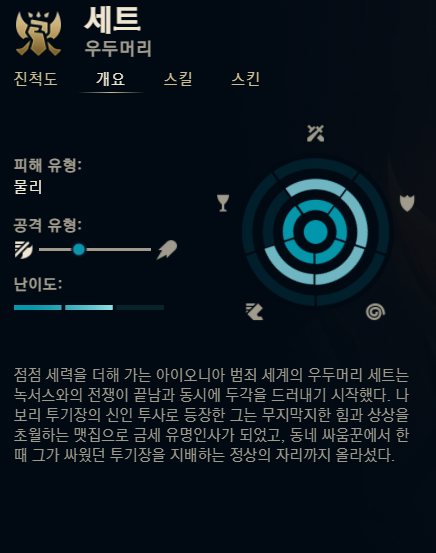 세트
우두머리
진척도 개요 스킬 스킨
피해 유형:
물리
공격 유형:
난이도:
점점 세력을 더해 가는 아이오니아 범죄 세계의 우두머리 세트는
녹서스와의 전쟁이 끝남과 동시에 두각을 드러내기 시작했다. 나
보리 투기장의 신인 투사로 등장한 그는 무지막지한 힘과 상상을
초월하는 맷집으로 금세 유명인사가 되었고, 동네 싸움꾼에서 한
때 그가 싸웠던 투기장을 지배하는 정상의 자리까지 올라섰다.